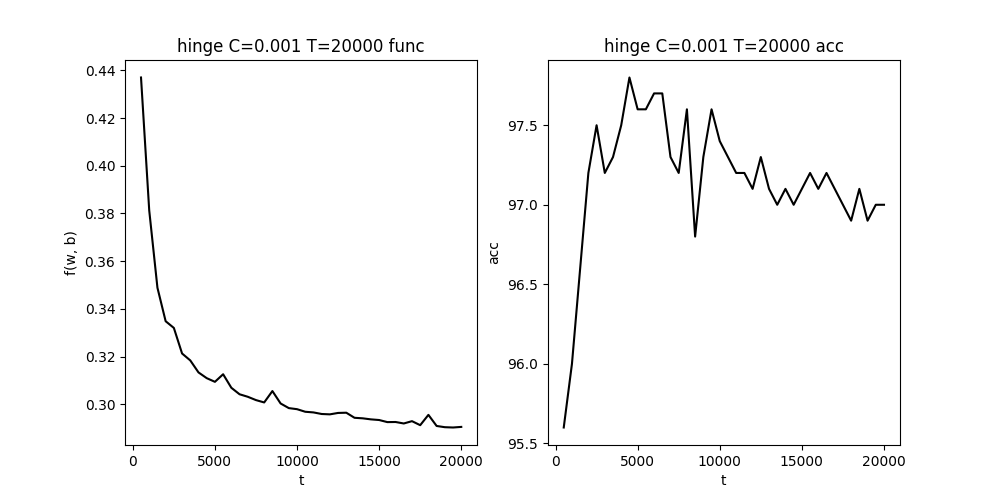 hinge C=0.001 T=20000 func
0.44
0.42
0.40
0.38
0.36
0.34
0.32
0.30
f(w, b)
0 5000 10000 15000 20000
t
hinge C=0.001 T=20000 acc
97.5
97.0
96.5
96.0
95.5
acc
0 5000 10000 15000 20000
t